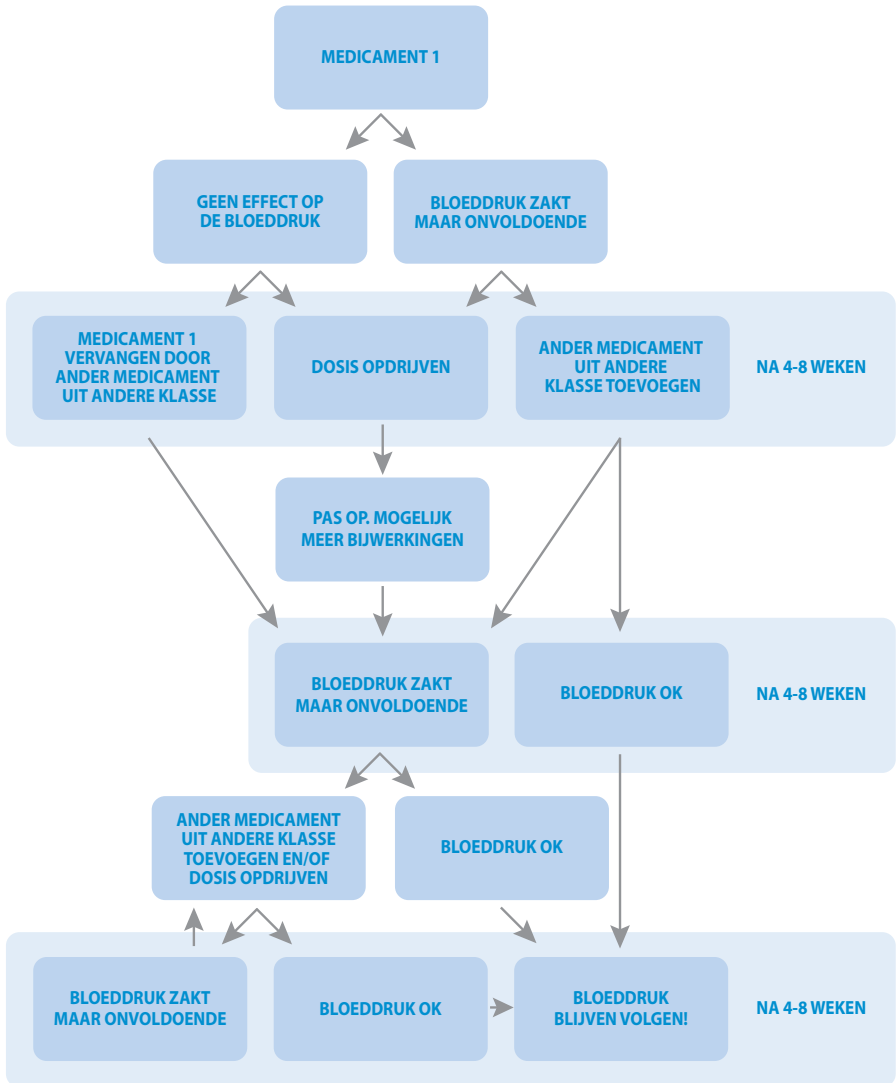 MEDICAMENT 1
GEEN EFFECT OP
DE BLOEDDRUK
BLOEDDRUK ZAKT
MAAR ONVOLDOENDE
MEDICAMENT 1
VERVANGEN DOOR
ANDER MEDICAMENT
UIT ANDERE KLASSE
DOSIS OPDRIJVEN
ANDER MEDICAMENT
UIT ANDERE
KLASSE TOEVOEGEN
NA 4-8 WEKEN
PAS OP. MOGELIJK
MEER BIJWERKINGEN
BLOEDDRUK ZAKT
MAAR ONVOLDOENDE
BLOEDDRUK OK
NA 4-8 WEKEN
ANDER MEDICAMENT
UIT ANDERE KLASSE
TOEVOEGEN EN/OF
DOSIS OPDRIJVEN
BLOEDDRUK OK
BLOEDDRUK ZAKT
MAAR ONVOLDOENDE
BLOEDDRUK OK
BLOEDDRUK
BLIJVEN VOLGEN!
NA 4-8 WEKEN